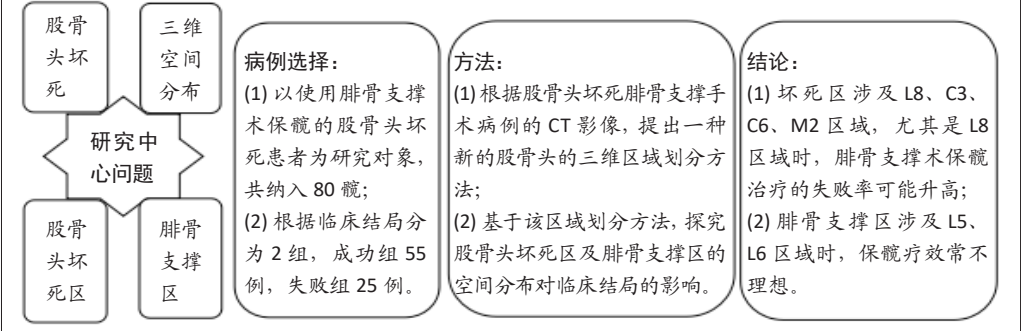 股骨
头坏
死
三维
空间
分布
研究中
心问题
股骨
头坏
死区
腓骨
支撑
区
病例选择：
(1) 以使用腓骨支撑
术保髋的股骨头坏
死患者为研究对象，
共纳入 80 髋；
(2) 根据临床结局分
为 2 组，成功组 55
例，失败组 25 例。
方法：
(1) 根据股骨头坏死腓骨支撑手
术病例的 CT 影像，提出一种
新的股骨头的三维区域划分方
法；
(2) 基于该区域划分方法，探究
股骨头坏死区及腓骨支撑区的
空间分布对临床结局的影响。
结论：
(1) 坏死区涉及 L8、C3、
C6、M2 区域，尤其是 L8
区域时，腓骨支撑术保髋
治疗的失败率可能升高；
(2) 腓骨支撑区涉及 L5、
L6 区域时，保髋疗效常不
理想。